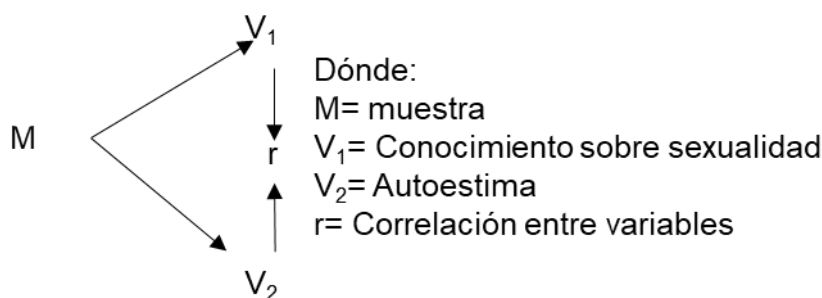 V₁
Dónde:
M= muestra
M
r
V₁= Conocimiento sobre sexualidad
V₂= Autoestima
r= Correlación entre variables
V₂